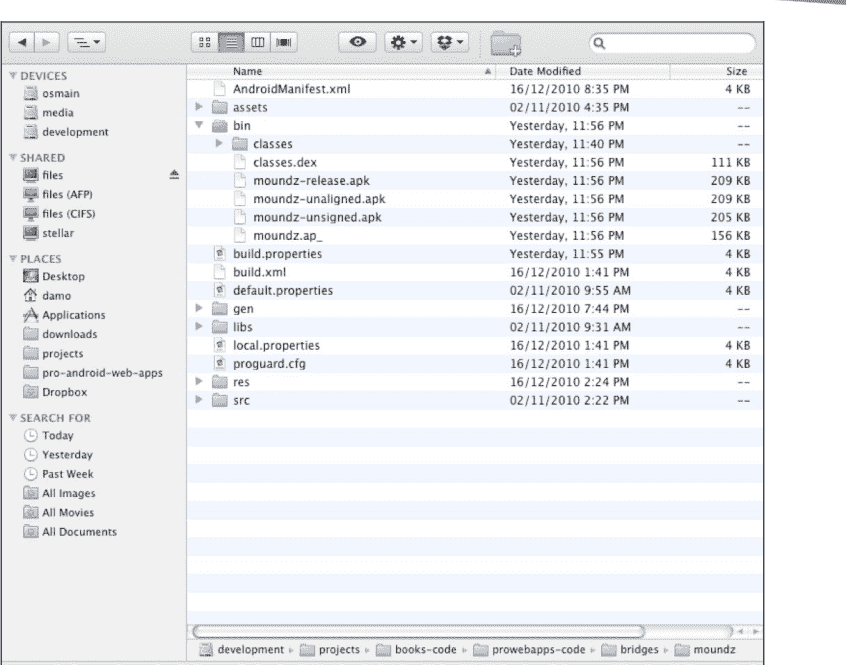 Name Date Modified Size
DEVICES
osmain
media
development
SHARED
files
files (AFP)
files (CIFS)
stellar
PLACES
Desktop
damo
Applications
downloads
projects
pro-android-web-apps
Dropbox
SEARCH FOR
Today
Yesterday
Past Week
All Images
All Movies
All Documents
AndroidManifest.xml 16/12/2010 8:35 PM 4 KB
assets 02/11/2010 4:35 PM --
bin Yesterday, 11:56 PM --
classes Yesterday, 11:40 PM --
classes.dex Yesterday, 11:56 PM 111 KB
moundz-release.apk Yesterday, 11:56 PM 209 KB
moundz-unaligned.apk Yesterday, 11:56 PM 209 KB
moundz-unsigned.apk Yesterday, 11:56 PM 205 KB
moundz.ap_ Yesterday, 11:56 PM 156 KB
build.properties Yesterday, 11:55 PM 4 KB
build.xml 16/12/2010 1:41 PM 4 KB
default.properties 02/11/2010 9:55 AM 4 KB
gen 16/12/2010 7:44 PM --
libs 02/11/2010 9:31 AM --
local.properties 16/12/2010 1:41 PM 4 KB
proguard.cfg 16/12/2010 1:41 PM 4 KB
res 16/12/2010 2:24 PM --
src 02/11/2010 2:22 PM --
development projects books-code prowebapps-code bridges moundz